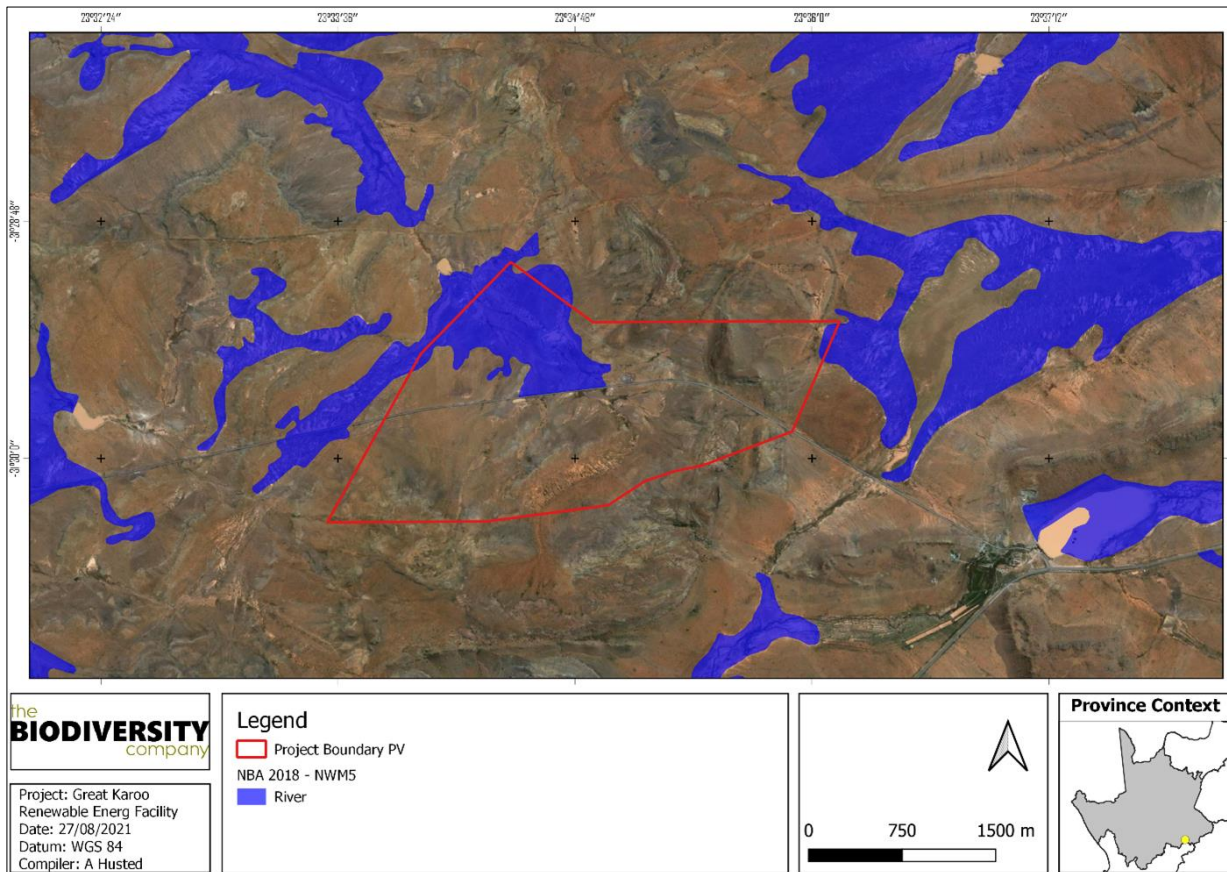 23°32'24" 23°33'36" 23°34'48" 23°36'0" 23°37'12"
-31°28'48"
-31°30'0"
the
BIODIVERSITY
company
Project: Great Karoo
Renewable Energ Facility
Date: 27/08/2021
Datum: WGS 84
Compiler: A Husted
Legend
Project Boundary PV
NBA 2018 - NWM5
River
0 750 1500 m
Province Context